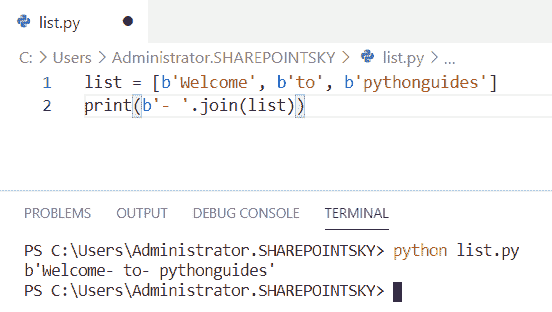 list.py
C: > Users > Administrator.SHAREPOINTSKY > list.py > ...
1 list = [b'Welcome', b'to', b'pythonguides']
2 print(b'- '.join(list))
PROBLEMS OUTPUT DEBUG CONSOLE TERMINAL
PS C:\Users\Administrator.SHAREPOINTSKY> python list.py
b'Welcome- to- pythonguides'
PS C:\Users\Administrator.SHAREPOINTSKY>